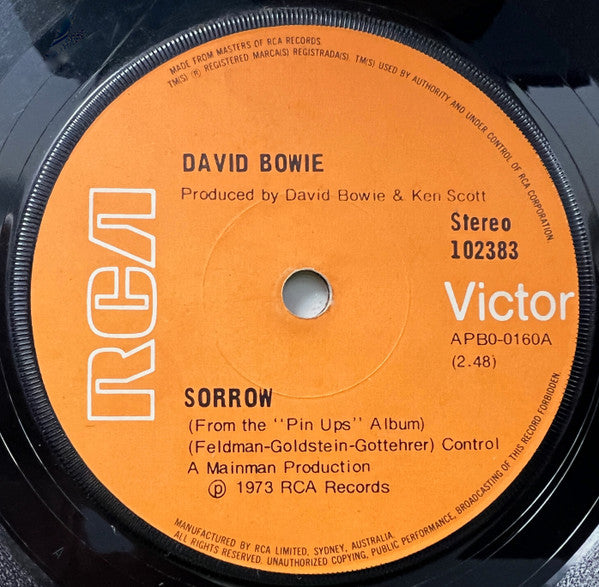 MADE FROM MASTERS OF RCA RECORDS.
TM(S) ® REGISTERED MARCA(S) REGISTRADA(S). TM(S) USED BY AUTHORITY AND UNDER CONTROL OF RCA CORPORATION.
DAVID BOWIE
Produced by David Bowie & Ken Scott
Stereo
102383
RCA
Victor
APBO-0160A
(2.48)
SORROW
(From the "Pin Ups" Album)
(Feldman-Goldstein-Gottehrer) Control
A Mainman Production
℗ 1973 RCA Records
MANUFACTURED BY RCA LIMITED, SYDNEY, AUSTRALIA.
ALL RIGHTS RESERVED. UNAUTHORIZED COPYING, PUBLIC PERFORMANCE, BROADCASTING OF THIS RECORD FORBIDDEN.
A